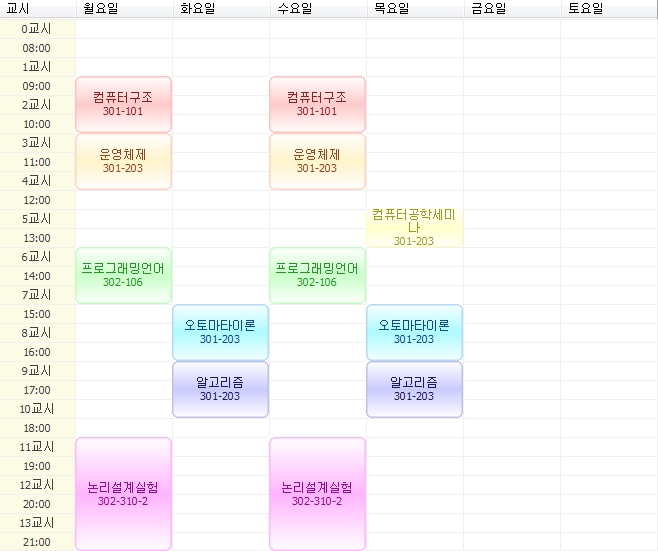 교시 월요일 화요일 수요일 목요일 금요일 토요일
0교시
08:00
1교시
09:00
컴퓨터구조 컴퓨터구조
2교시
301-101 301-101
10:00
3교시
운영체제 운영체제
11:00
301-203 301-203
4교시
12:00
컴퓨터공학세미
5교시
나
13:00
301-203
6교시
프로그래밍언어 프로그래밍언어
14:00
302-106 302-106
7교시
15:00
오토마타이론 오토마타이론
8교시
301-203 301-203
16:00
9교시
알고리즘 알고리즘
17:00
301-203 301-203
10교시
18:00
11교시
19:00
12교시
논리설계실험 논리설계실험
302-310-2 302-310-2
20:00
13교시
21:00